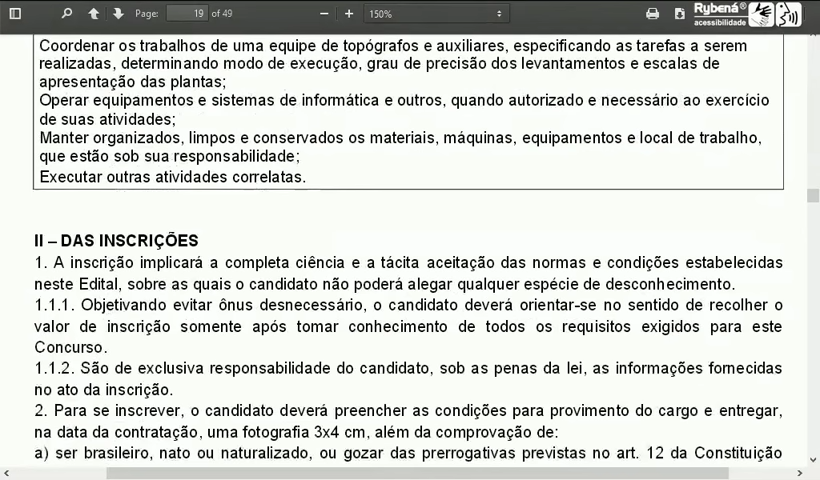 Page: 19 of 49 150% Rybená® acessibilidade
Coordenar os trabalhos de uma equipe de topógrafos e auxiliares, especificando as tarefas a serem
realizadas, determinando modo de execução, grau de precisão dos levantamentos e escalas de
apresentação das plantas;
Operar equipamentos e sistemas de informática e outros, quando autorizado e necessário ao exercício
de suas atividades;
Manter organizados, limpos e conservados os materiais, máquinas, equipamentos e local de trabalho,
que estão sob sua responsabilidade;
Executar outras atividades correlatas.
II – DAS INSCRIÇÕES
1. A inscrição implicará a completa ciência e a tácita aceitação das normas e condições estabelecidas
neste Edital, sobre as quais o candidato não poderá alegar qualquer espécie de desconhecimento.
1.1.1. Objetivando evitar ônus desnecessário, o candidato deverá orientar-se no sentido de recolher o
valor de inscrição somente após tomar conhecimento de todos os requisitos exigidos para este
Concurso.
1.1.2. São de exclusiva responsabilidade do candidato, sob as penas da lei, as informações fornecidas
no ato da inscrição.
2. Para se inscrever, o candidato deverá preencher as condições para provimento do cargo e entregar,
na data da contratação, uma fotografia 3x4 cm, além da comprovação de:
a) ser brasileiro, nato ou naturalizado, ou gozar das prerrogativas previstas no art. 12 da Constituição